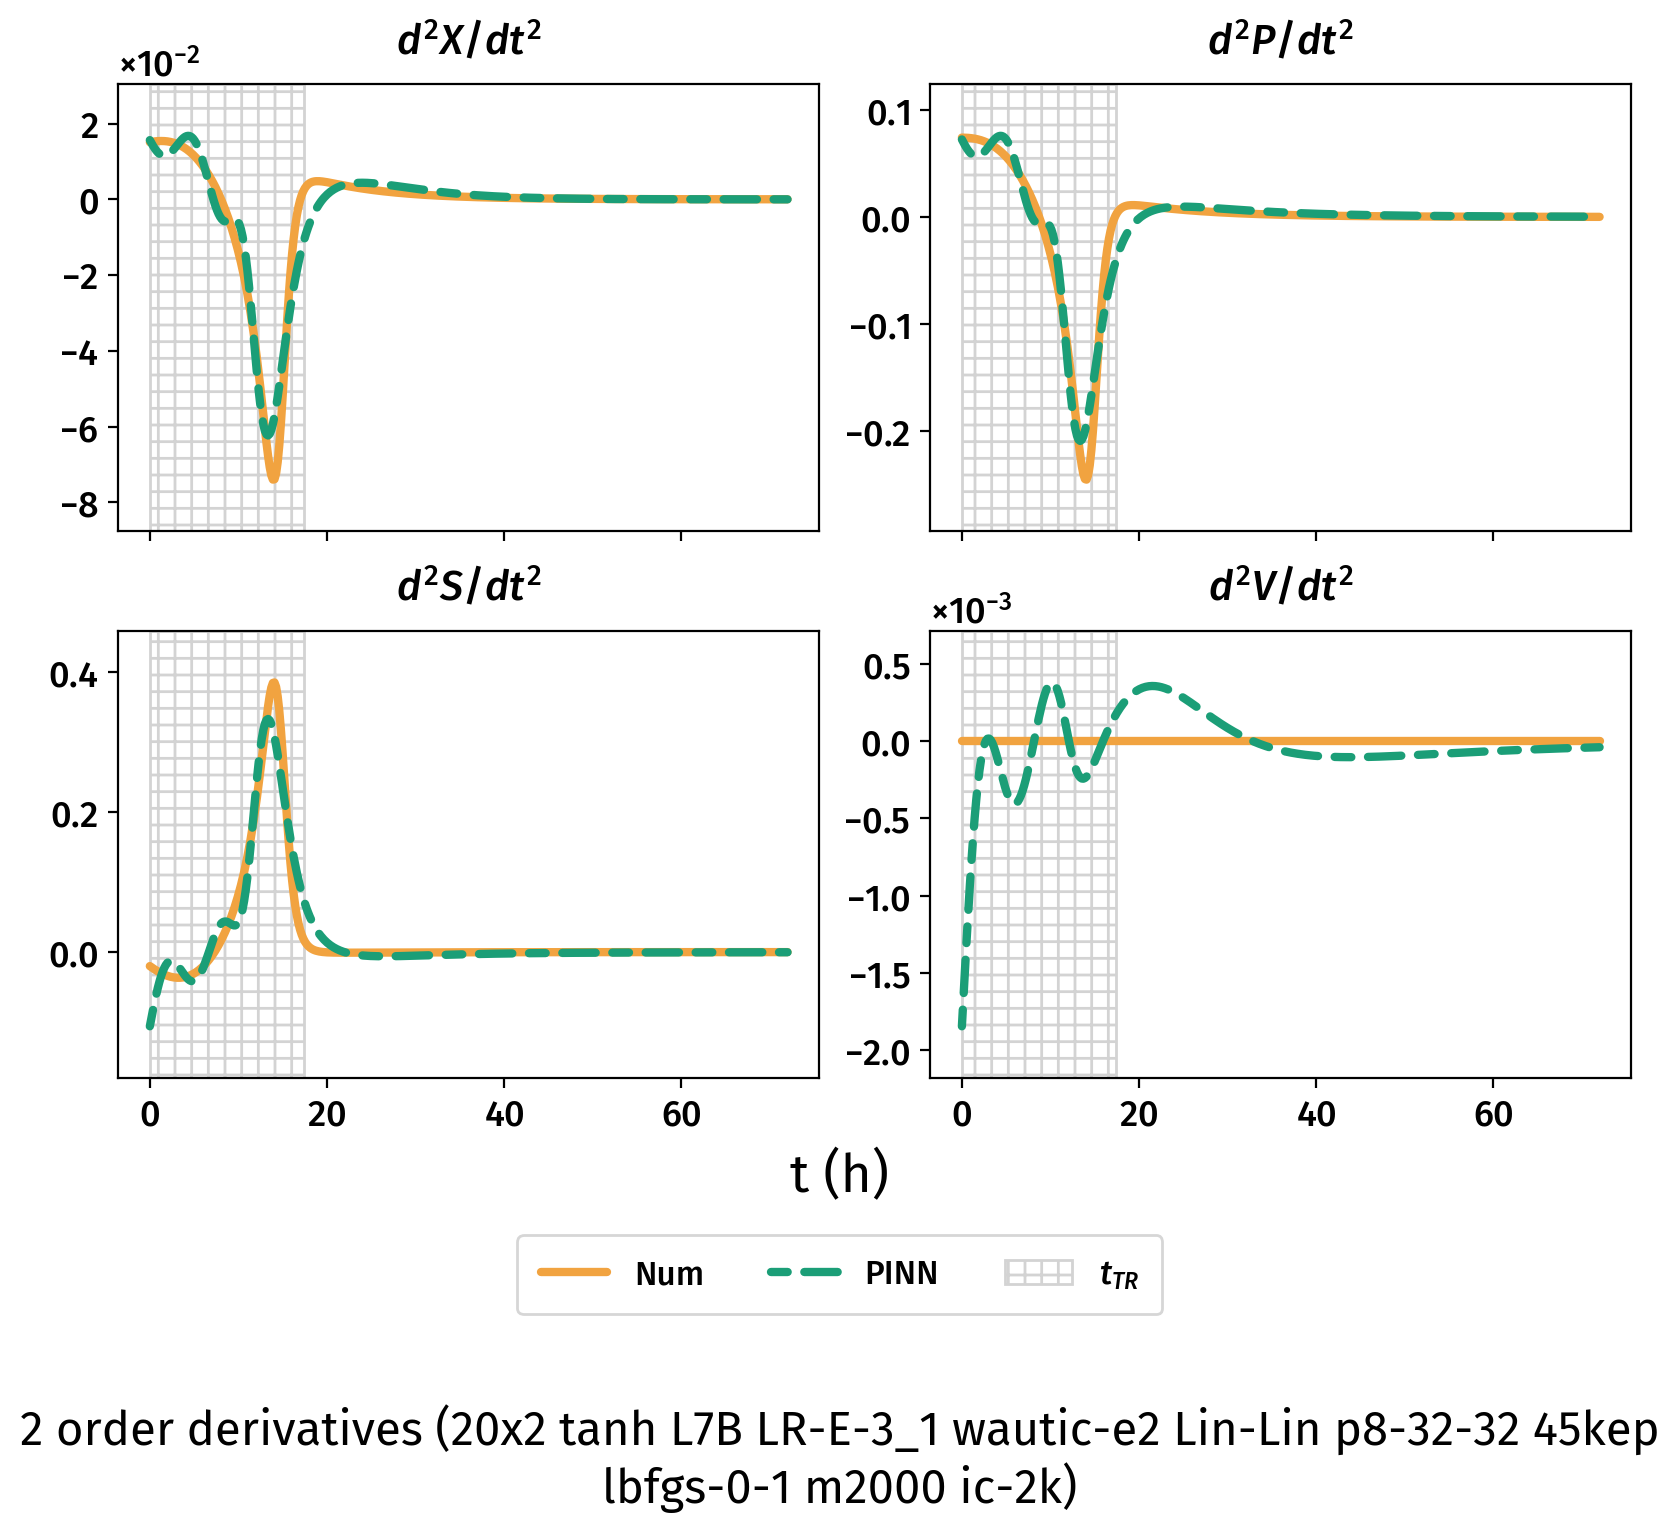 d²X/dt²
×10⁻²
2
0
−2
−4
−6
−8
d²P/dt²
0.1
0.0
−0.1
−0.2
d²S/dt²
0.4
0.2
0.0
0 20 40 60
d²V/dt²
×10⁻³
0.5
0.0
−0.5
−1.0
−1.5
−2.0
0 20 40 60
t (h)
Num PINN t_TR
2 order derivatives (20x2 tanh L7B LR-E-3_1 wautic-e2 Lin-Lin p8-32-32 45kep
lbfgs-0-1 m2000 ic-2k)